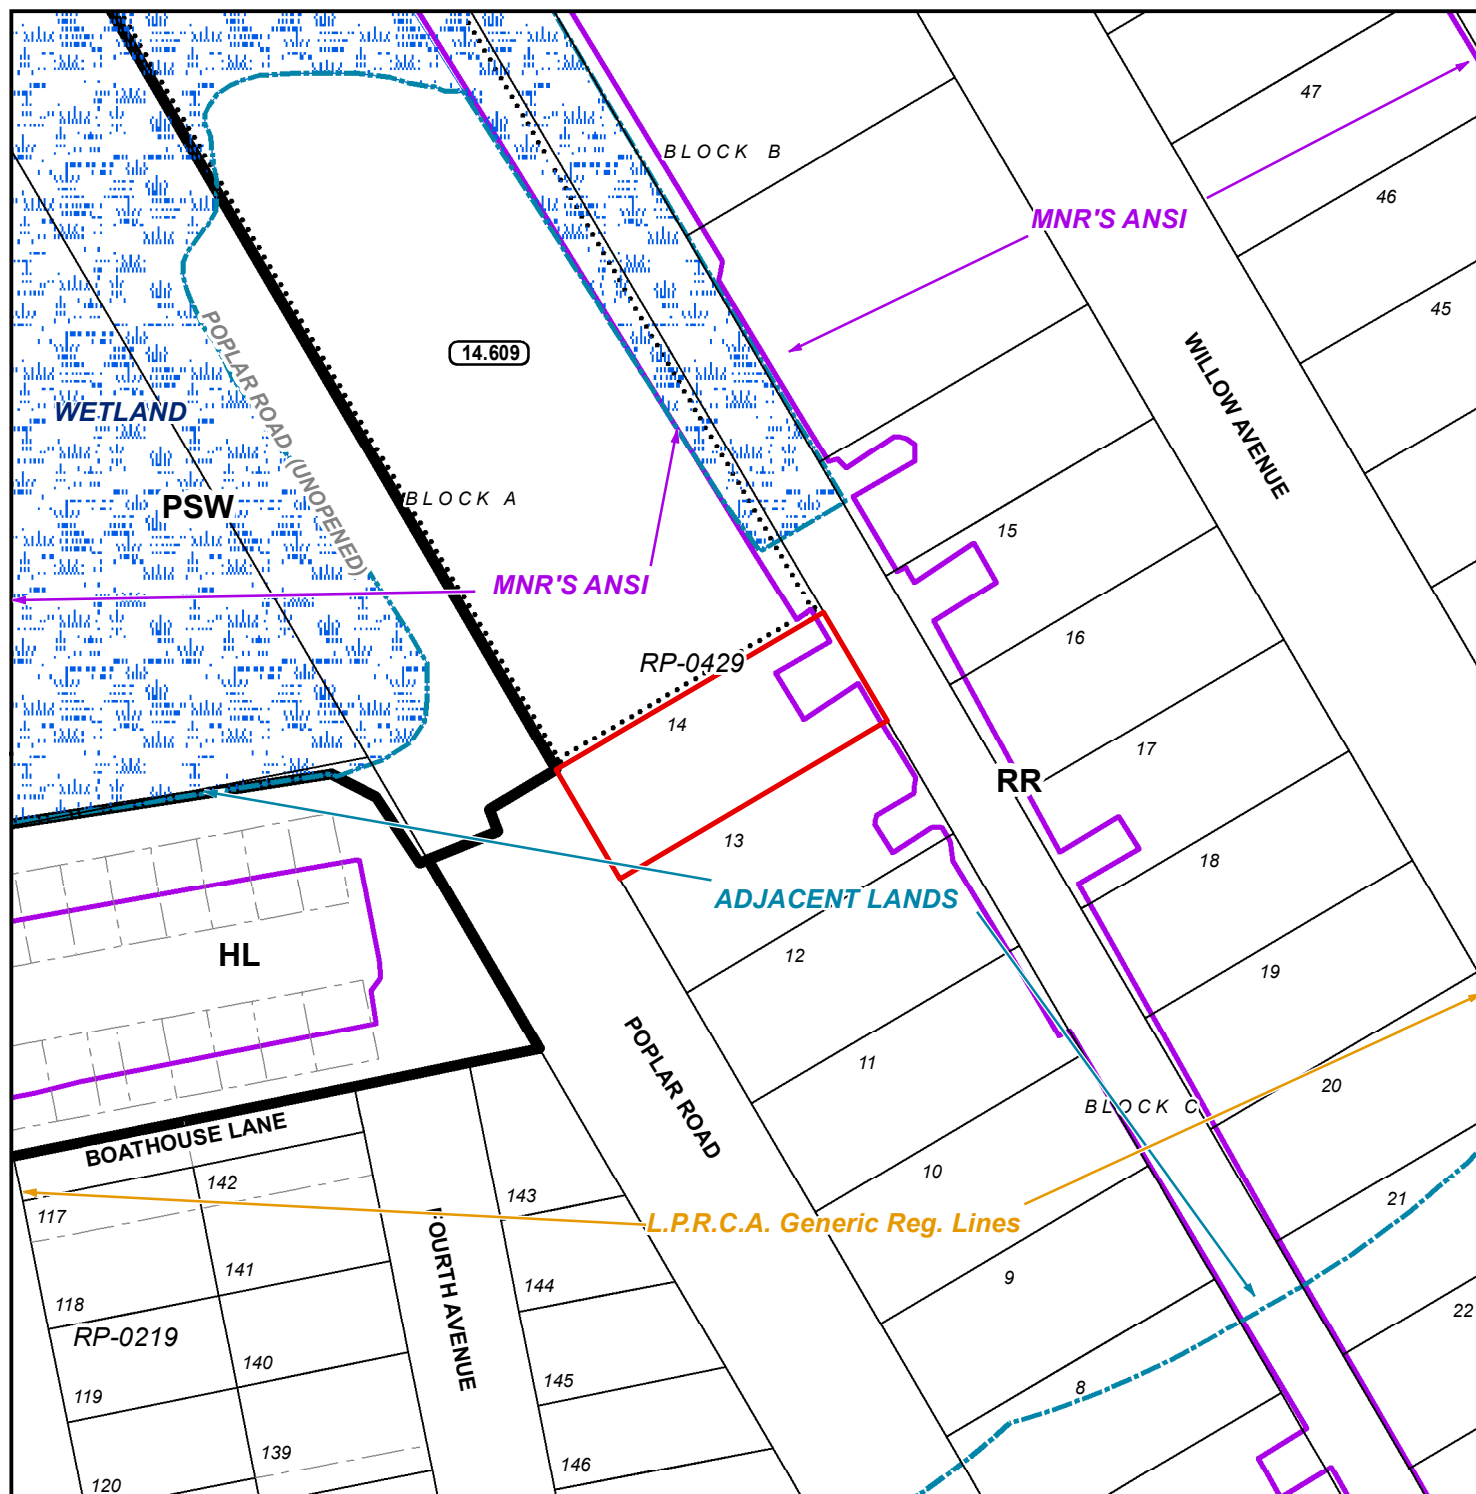 47
BLOCK B
46
MNR'S ANSI
45
POPLAR ROAD (UNOPENED)
14.609
WILLOW AVENUE
WETLAND
BLOCK A
PSW
15
MNR'S ANSI
16
RP-0429
14
17
RR
13
18
ADJACENT LANDS
12
HL
19
POPLAR ROAD
11
20
BLOCK C
BOATHOUSE LANE
10
142
143
21
117
L.P.R.C.A. Generic Reg. Lines
FOURTH AVENUE
141
144
9
118
22
RP-0219
140
145
8
119
139
146
120